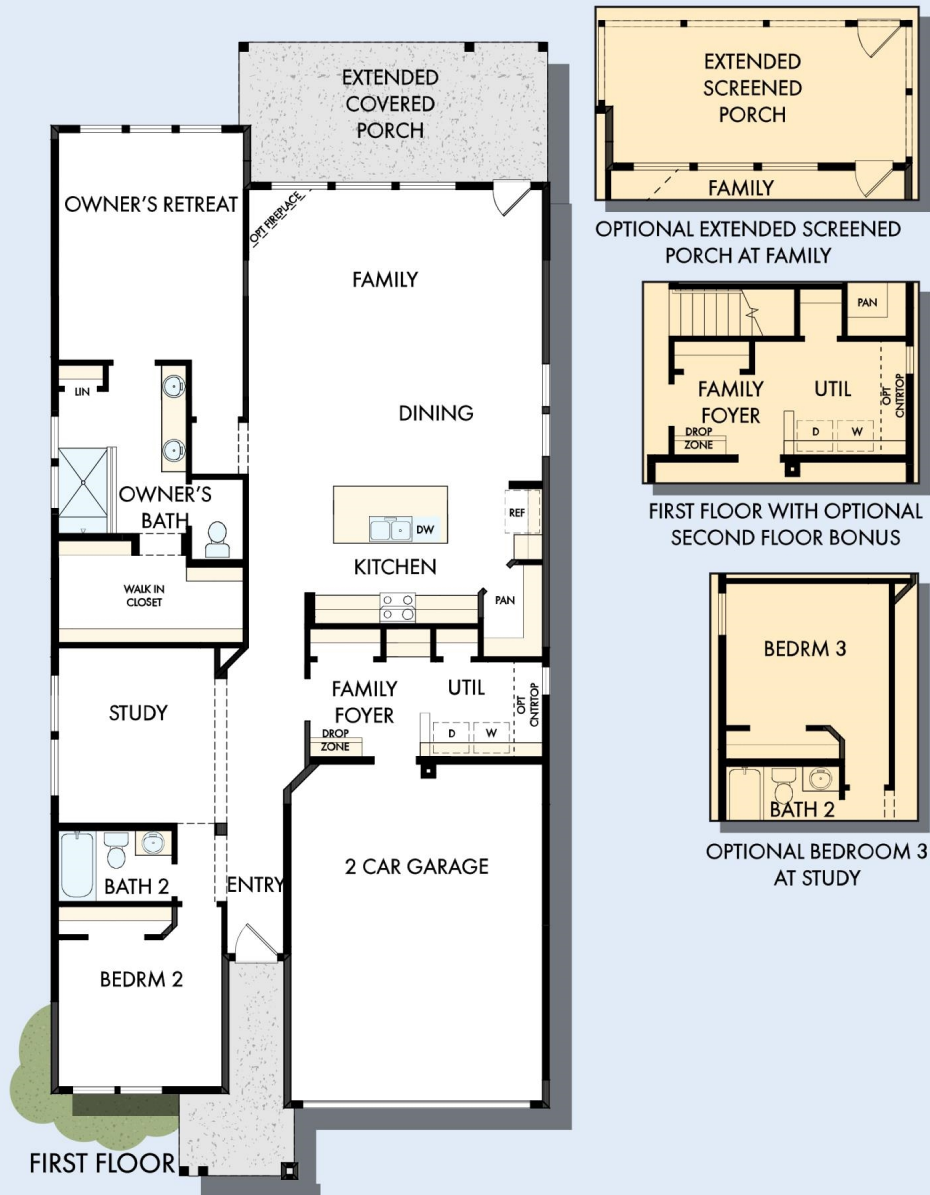 EXTENDED
COVERED
PORCH
OWNER'S RETREAT
OPT FIREPLACE
FAMILY
LIN
DINING
OWNER'S
BATH
REF
DW
KITCHEN
WALK IN
CLOSET
PAN
STUDY
FAMILY
FOYER
UTIL
OPT
CNTRTOP
DROP
ZONE
D
W
BATH 2
ENTRY
2 CAR GARAGE
BEDRM 2
FIRST FLOOR
EXTENDED
SCREENED
PORCH
FAMILY
OPTIONAL EXTENDED SCREENED
PORCH AT FAMILY
PAN
FAMILY
FOYER
UTIL
OPT
CNTRTOP
DROP
ZONE
D
W
FIRST FLOOR WITH OPTIONAL
SECOND FLOOR BONUS
BEDRM 3
BATH 2
OPTIONAL BEDROOM 3
AT STUDY